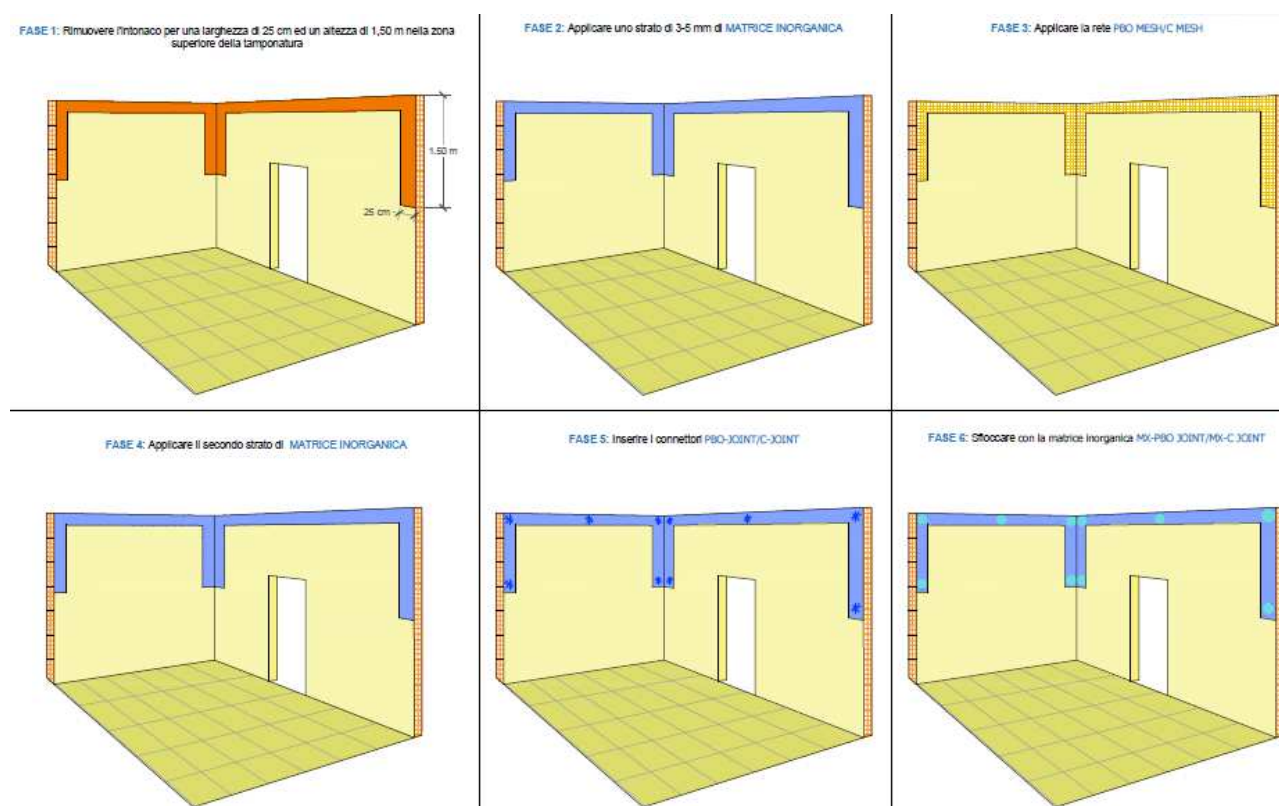 FASE 1: Rimuovere l'intonaco per una larghezza di 25 cm ed un altezza di 1,50 m nella zona
superiore della tamponatura
FASE 2: Applicare uno strato di 3-5 mm di MATRICE INORGANICA
FASE 3: Applicare la rete PBO MESH/C MESH
1.50 m
25 cm
FASE 4: Applicare il secondo strato di MATRICE INORGANICA
FASE 5: Inserire i connettori PBO-JOINT/C-JOINT
FASE 6: Sfioccare con la matrice inorganica MX-PBO JOINT/MX-C JOINT